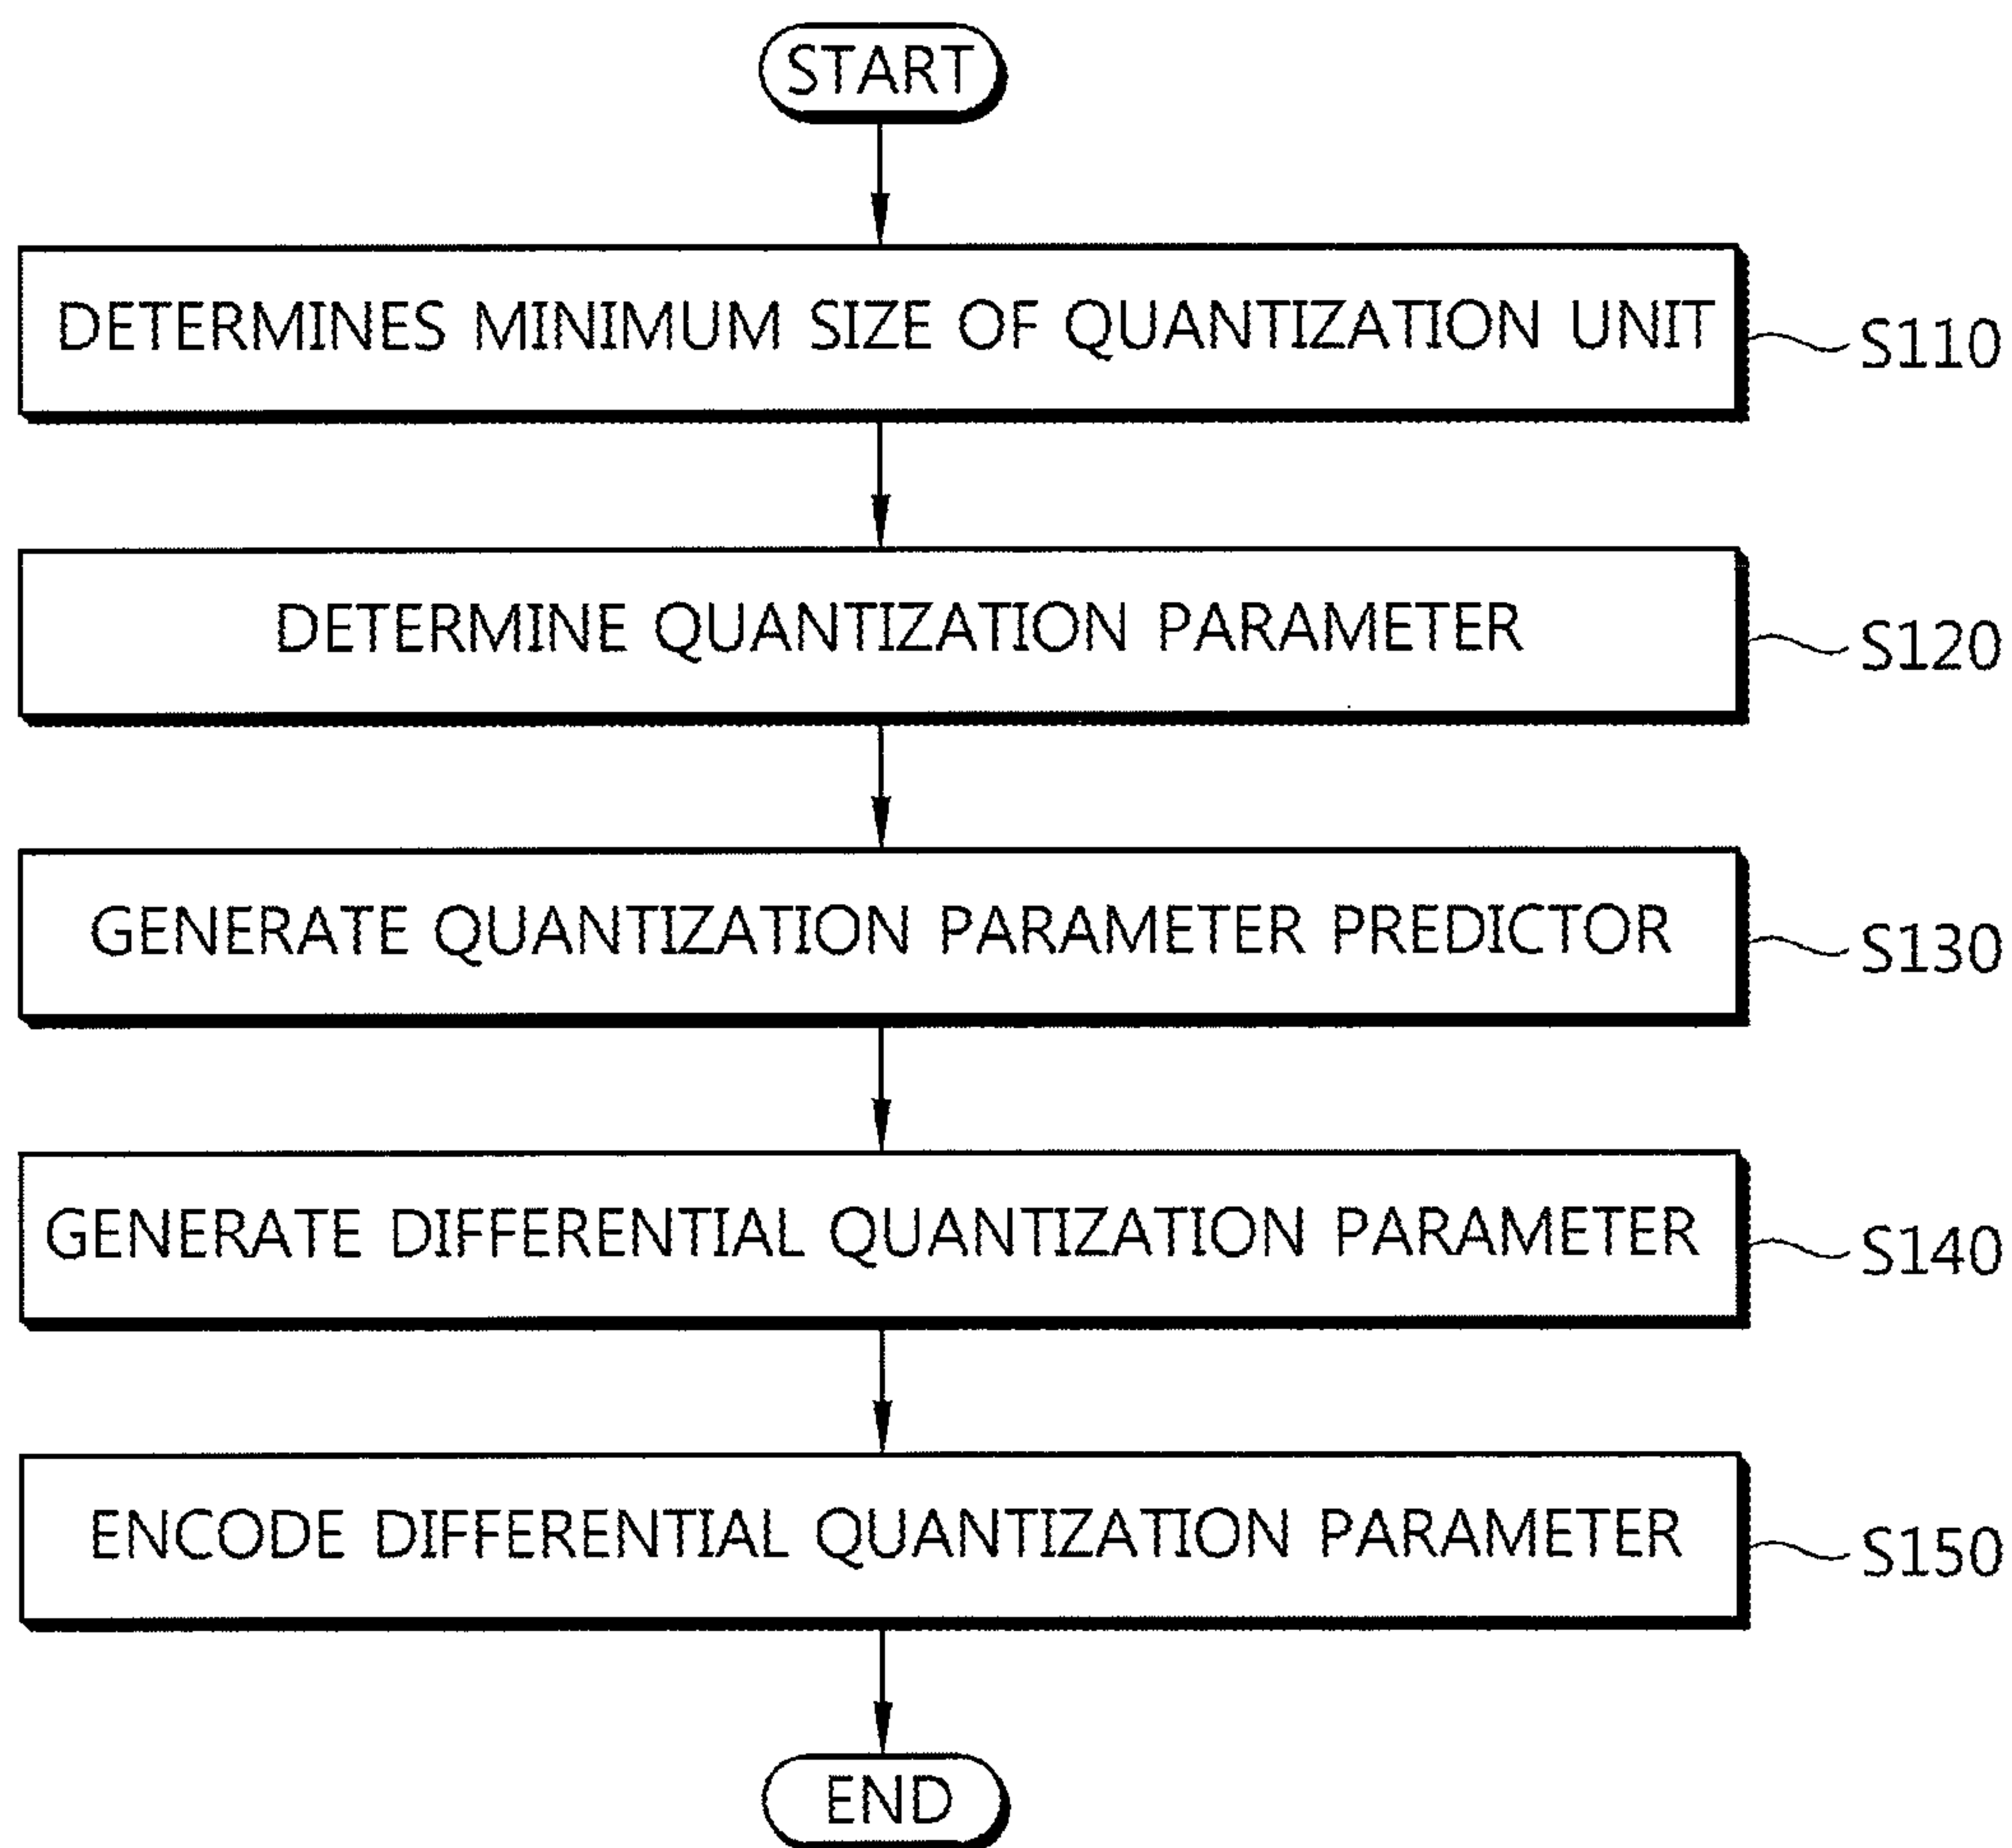 START
DETERMINES MINIMUM SIZE OF QUANTIZATION UNIT
S110
DETERMINE QUANTIZATION PARAMETER
S120
GENERATE QUANTIZATION PARAMETER PREDICTOR
S130
GENERATE DIFFERENTIAL QUANTIZATION PARAMETER
S140
ENCODE DIFFERENTIAL QUANTIZATION PARAMETER
S150
END